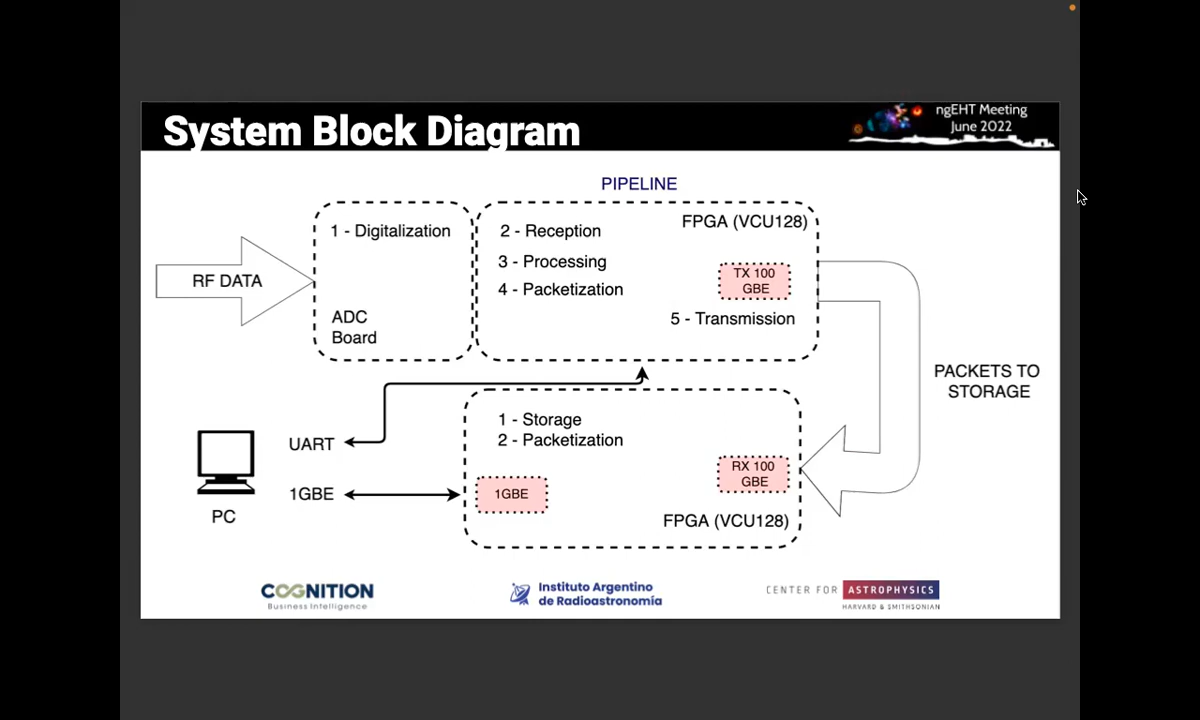 System Block Diagram
ngEHT Meeting
June 2022
PIPELINE
RF DATA
1 - Digitalization
ADC
Board
2 - Reception
3 - Processing
4 - Packetization
FPGA (VCU128)
TX 100
GBE
5 - Transmission
PACKETS TO
STORAGE
1 - Storage
2 - Packetization
RX 100
GBE
1GBE
FPGA (VCU128)
UART
1GBE
PC
COGNITION
Business Intelligence
Instituto Argentino
de Radioastronomía
CENTER FOR ASTROPHYSICS
HARVARD & SMITHSONIAN